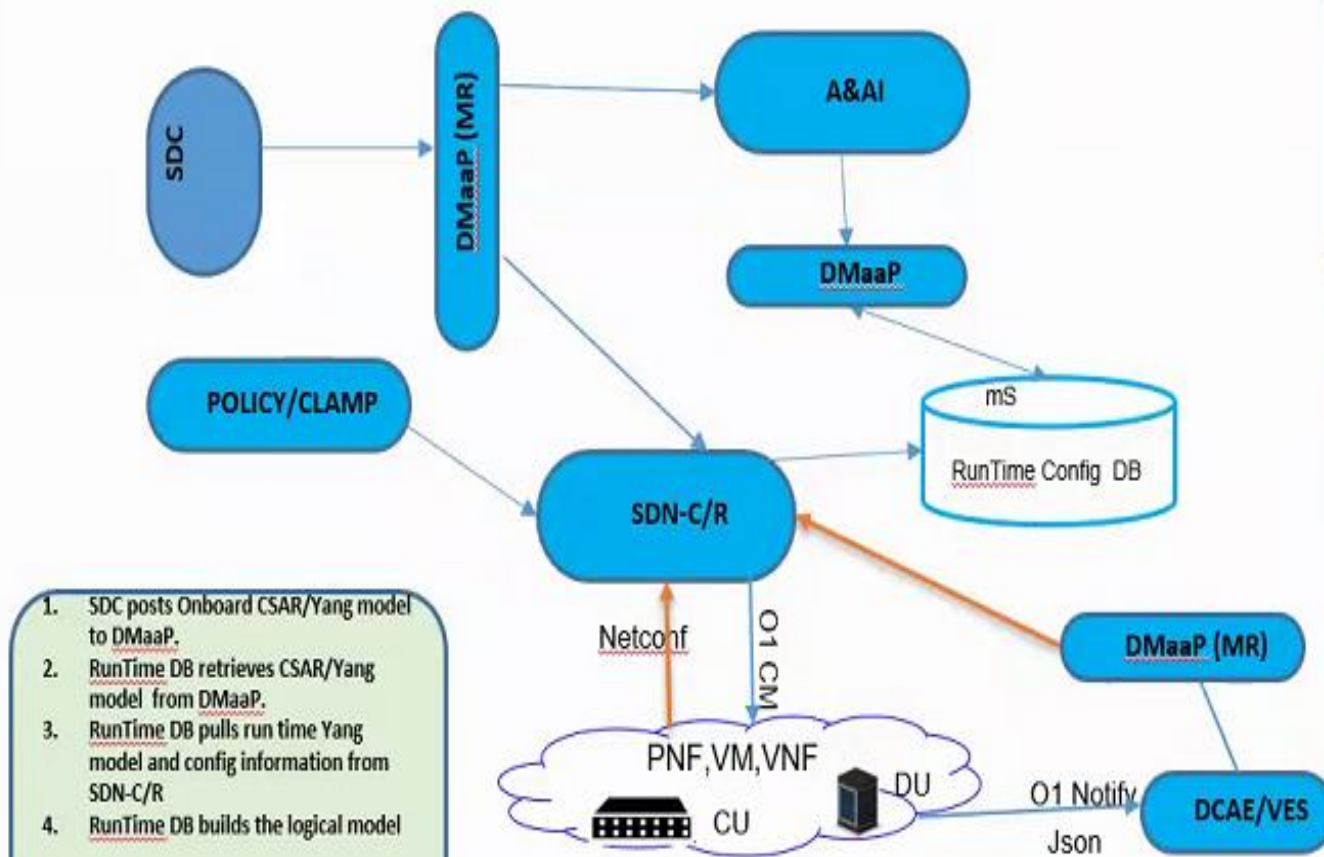 SDC
DMaaP (MR)
A&AI
DMaaP
POLICY/CLAMP
mS
RunTime Config DB
SDN-C/R
Netconf
O1 CM
DMaaP (MR)
PNF,VM,VNF
DU
CU
O1 Notify
Json
DCAE/VES
1. SDC posts Onboard CSAR/Yang model
to DMaaP.
2. RunTime DB retrieves CSAR/Yang
model from DMaaP.
3. RunTime DB pulls run time Yang
model and config information from
SDN-C/R
4. RunTime DB builds the logical model